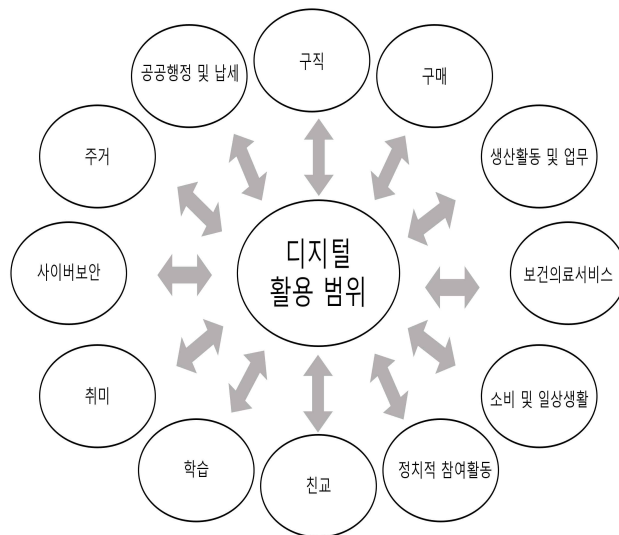 구직
구매
공공행정 및 납세
생산활동 및 업무
주거
디지털
활용 범위
사이버보안
보건의료서비스
취미
소비 및 일상생활
학습
정치적 참여활동
친교